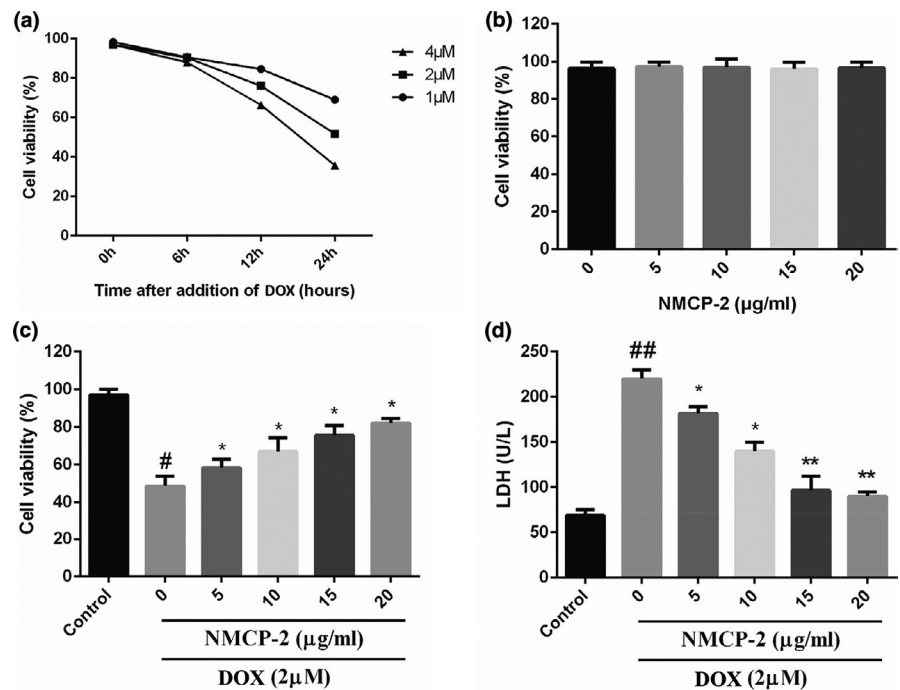 (a)
Cell viability (%)
100
80
60
40
20
0
0h
6h
12h
24h
Time after addition of DOX (hours)
4μM
2μM
1μM
(b)
Cell viability (%)
120
100
80
60
40
20
0
0
5
10
15
20
NMCP-2 (μg/ml)
(c)
Cell viability (%)
120
100
80
60
40
20
0
#
*
*
*
*
Control
0
5
10
15
20
NMCP-2 (μg/ml)
DOX (2μM)
(d)
LDH (U/L)
250
200
150
100
50
0
##
*
*
**
**
Control
0
5
10
15
20
NMCP-2 (μg/ml)
DOX (2μM)